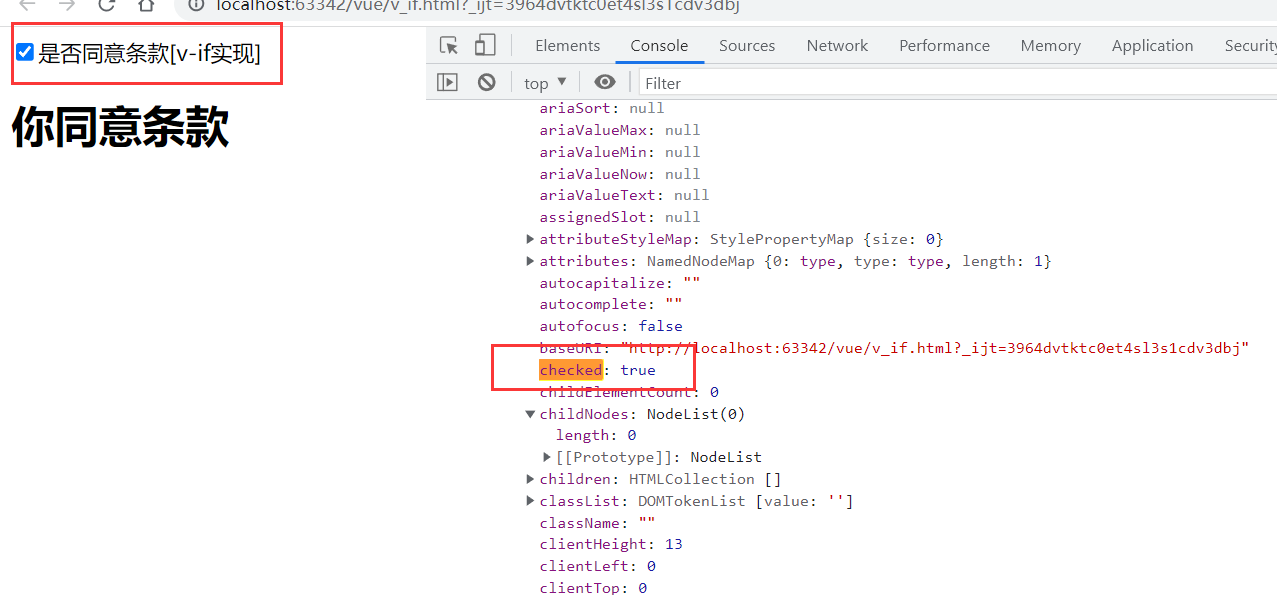 localhost:63342/vue/v_if.html?_ijt=3964dvtktc0et4sl3s1cdv3dbj
是否同意条款[v-if实现]
你同意条款
Elements Console Sources Network Performance Memory Application Security
top ▼ Filter
ariaSort: null
ariaValueMax: null
ariaValueMin: null
ariaValueNow: null
ariaValueText: null
assignedSlot: null
▶ attributeStyleMap: StylePropertyMap {size: 0}
▶ attributes: NamedNodeMap {0: type, type: type, length: 1}
autocapitalize: ""
autocomplete: ""
autofocus: false
baseURI: "http://localhost:63342/vue/v_if.html?_ijt=3964dvtktc0et4sl3s1cdv3dbj"
checked: true
childElementCount: 0
▼ childNodes: NodeList(0)
length: 0
▶ [[Prototype]]: NodeList
▶ children: HTMLCollection []
▶ classList: DOMTokenList [value: '']
className: ""
clientHeight: 13
clientLeft: 0
clientTop: 0